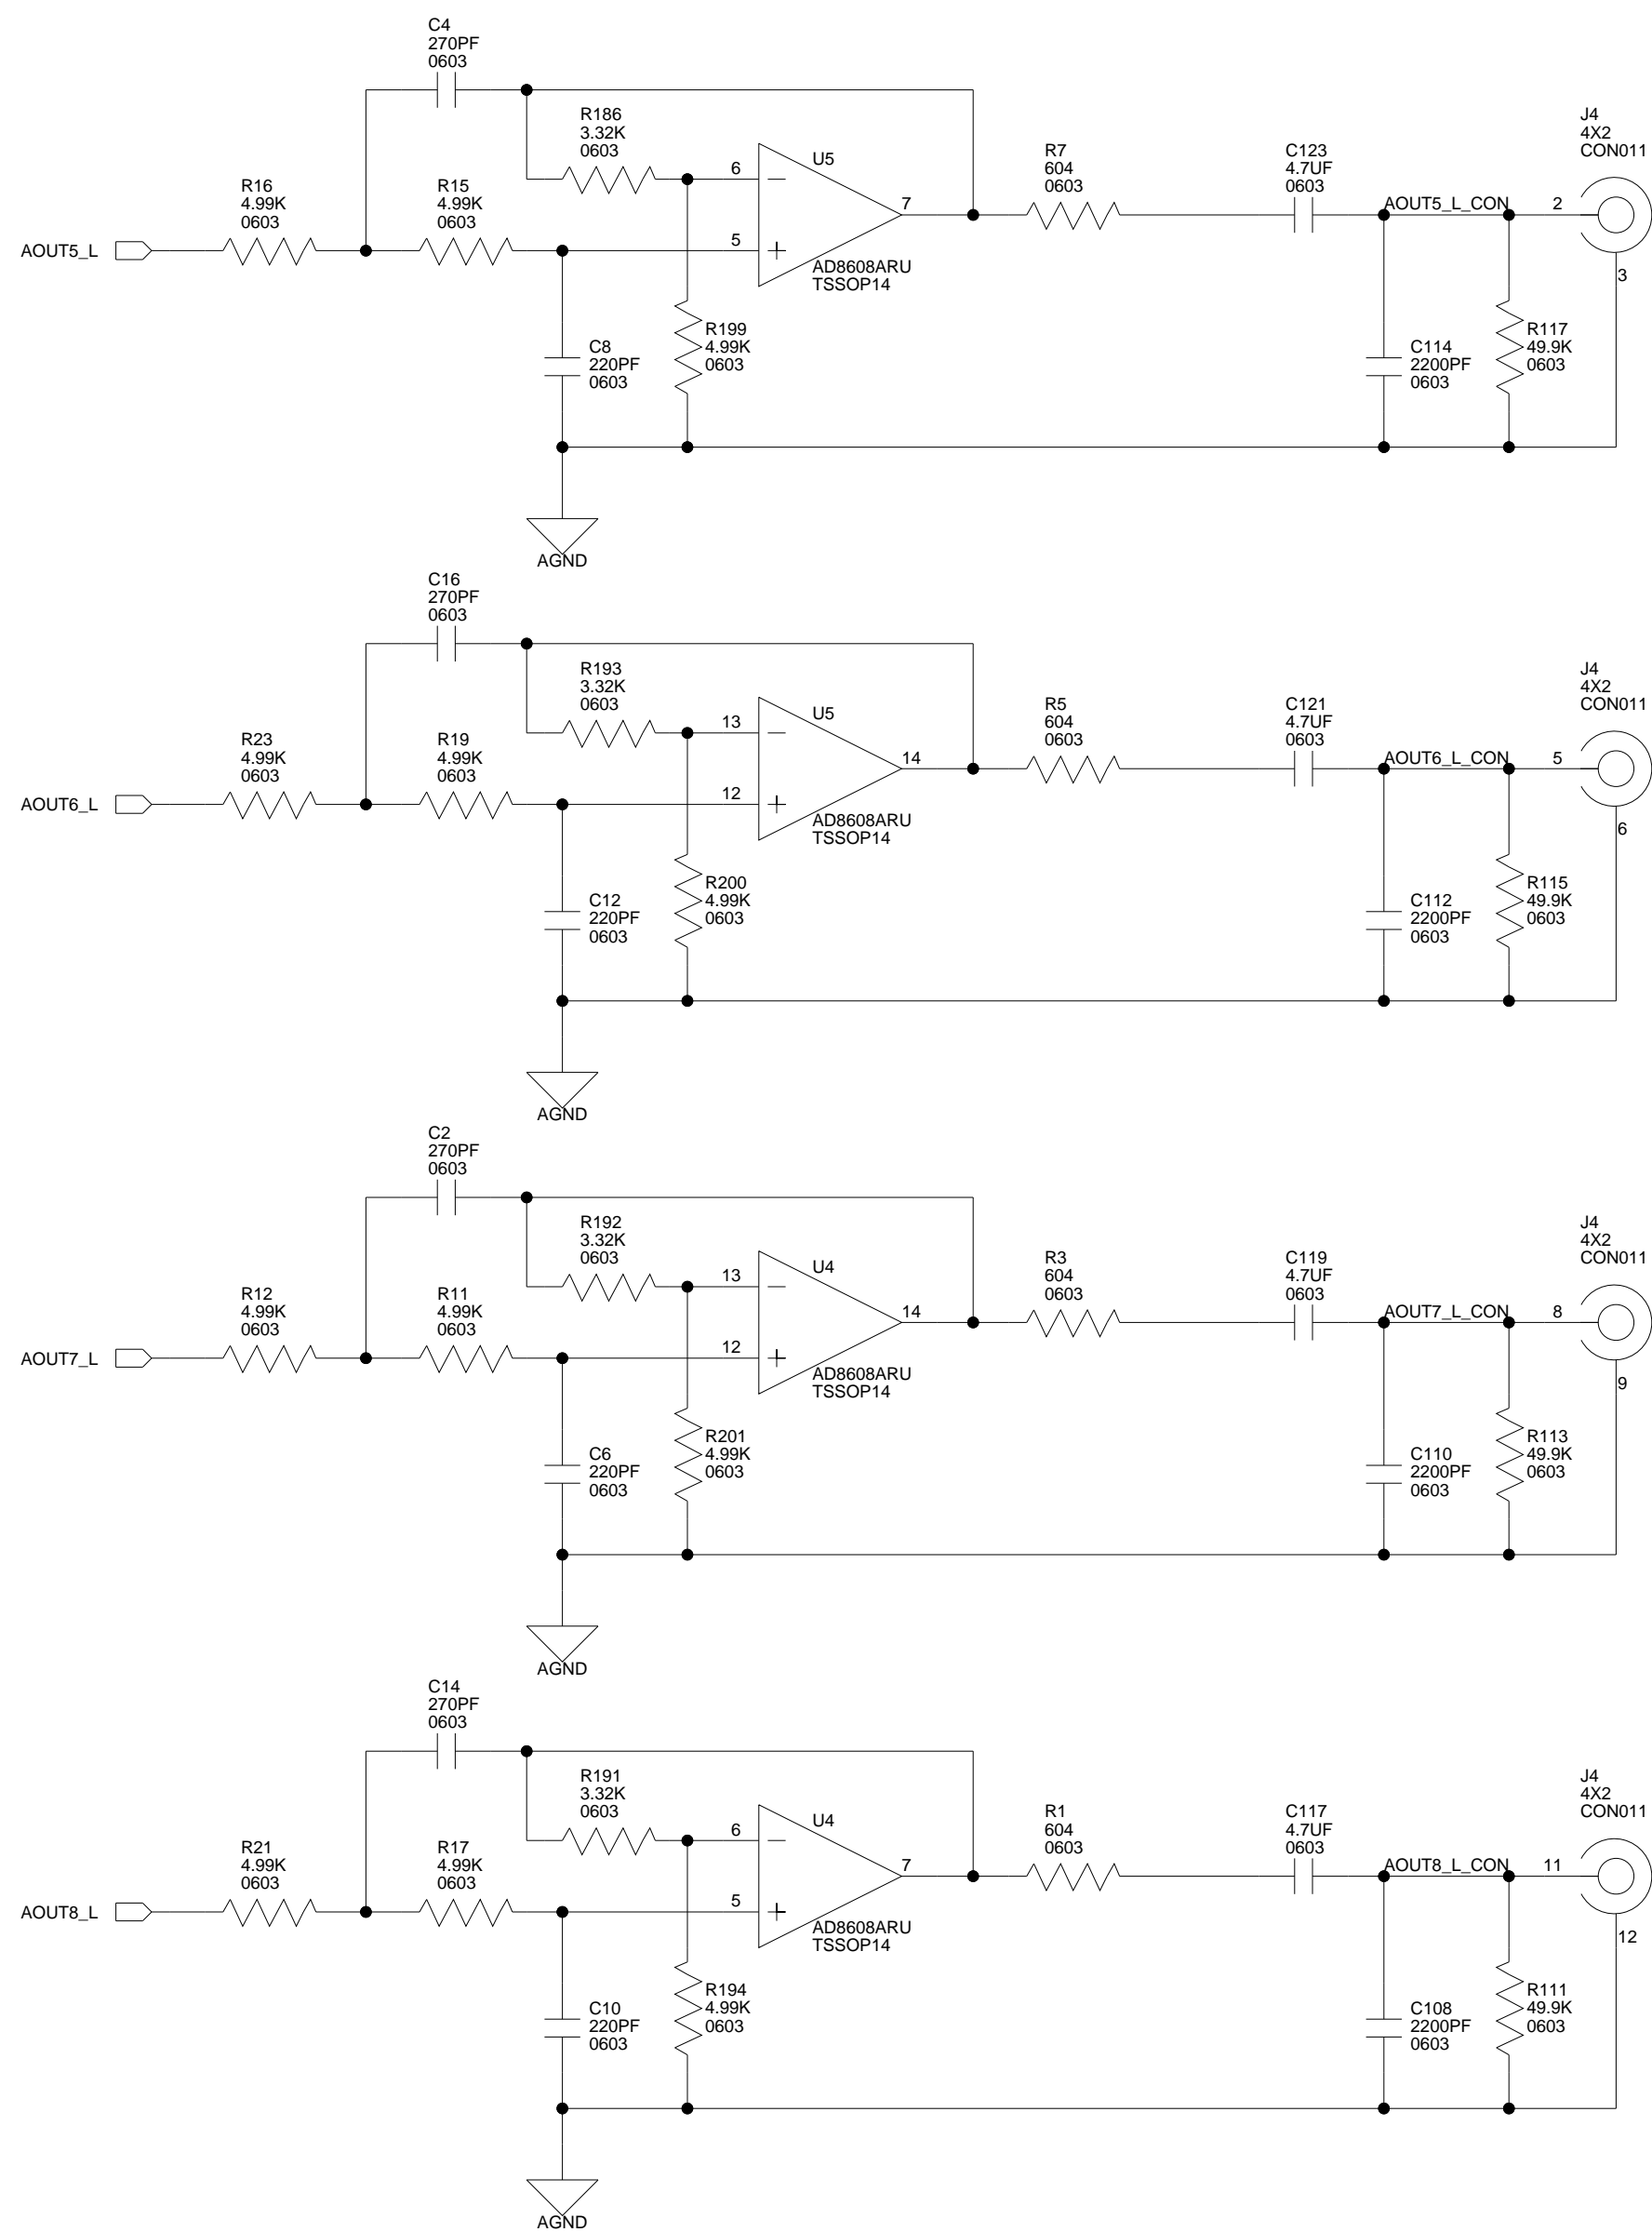 C4
270PF
0603
R186
3.32K
0603
R16
4.99K
0603
R15
4.99K
0603
AOUT5_L
6
5
7
U5
AD8608ARU
TSSOP14
R7
604
0603
C123
4.7UF
0603
AOUT5_L_CON
2
J4
4X2
CON011
3
C8
220PF
0603
R199
4.99K
0603
C114
2200PF
0603
R117
49.9K
0603
AGND
C16
270PF
0603
R193
3.32K
0603
R23
4.99K
0603
R19
4.99K
0603
AOUT6_L
13
12
14
U5
AD8608ARU
TSSOP14
R5
604
0603
C121
4.7UF
0603
AOUT6_L_CON
5
J4
4X2
CON011
6
C12
220PF
0603
R200
4.99K
0603
C112
2200PF
0603
R115
49.9K
0603
AGND
C2
270PF
0603
R192
3.32K
0603
R12
4.99K
0603
R11
4.99K
0603
AOUT7_L
13
12
14
U4
AD8608ARU
TSSOP14
R3
604
0603
C119
4.7UF
0603
AOUT7_L_CON
8
J4
4X2
CON011
9
C6
220PF
0603
R201
4.99K
0603
C110
2200PF
0603
R113
49.9K
0603
AGND
C14
270PF
0603
R191
3.32K
0603
R21
4.99K
0603
R17
4.99K
0603
AOUT8_L
6
5
7
U4
AD8608ARU
TSSOP14
R1
604
0603
C117
4.7UF
0603
AOUT8_L_CON
11
J4
4X2
CON011
12
C10
220PF
0603
R194
4.99K
0603
C108
2200PF
0603
R111
49.9K
0603
AGND